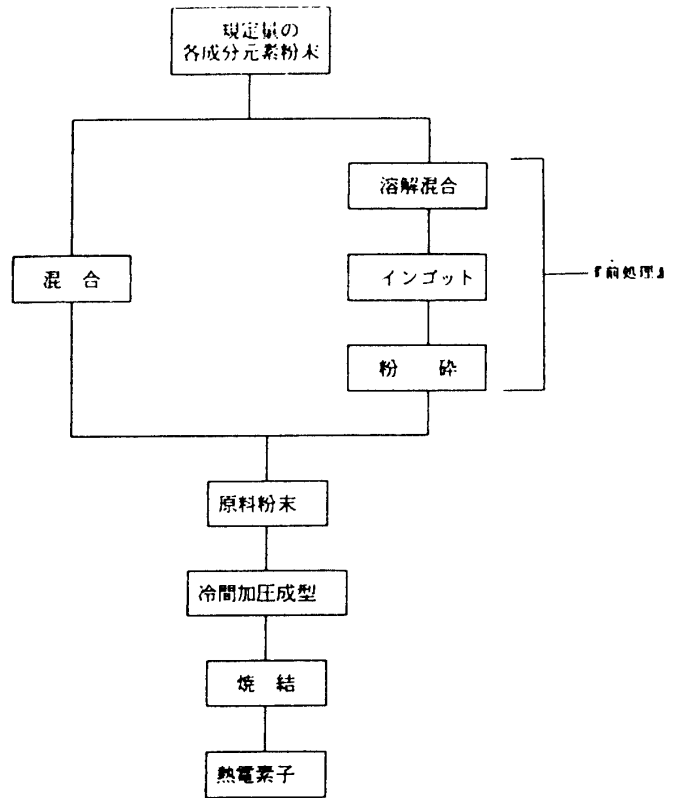 規定量の
各成分元素粉末
溶解混合
混合
インゴット
『前処理』
粉砕
原料粉末
冷間加圧成型
焼結
熱電素子